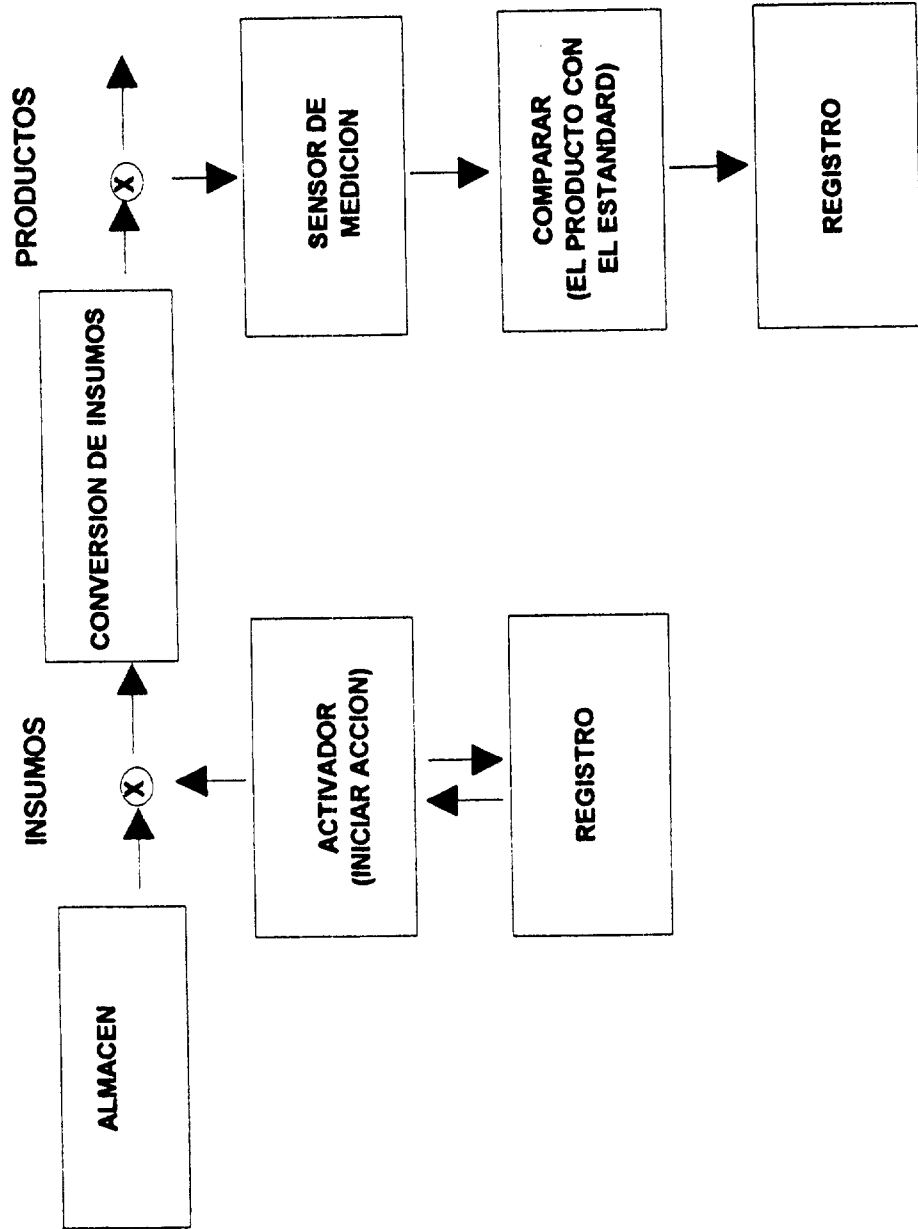 ALMACEN
INSUMOS
X
CONVERSION DE INSUMOS
PRODUCTOS
X
ACTIVADOR
(INICIAR ACCION)
REGISTRO
SENSOR DE
MEDICION
COMPARAR
(EL PRODUCTO CON
EL ESTANDARD)
REGISTRO